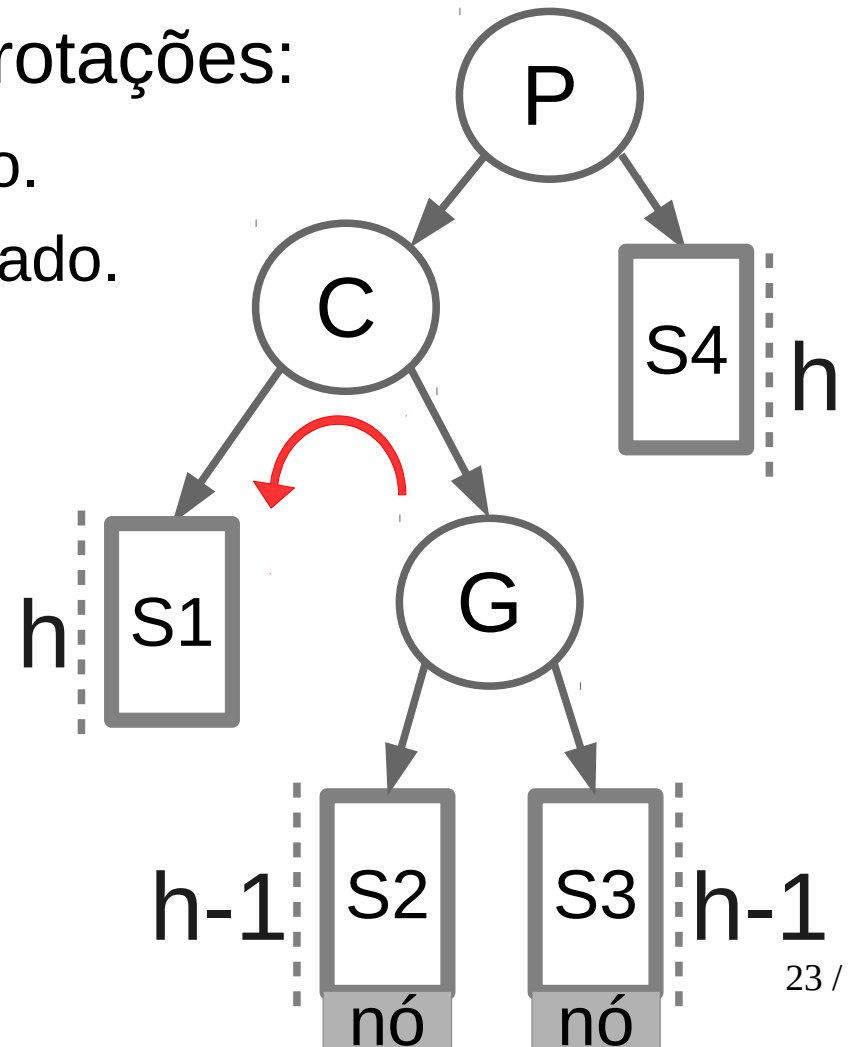 rotações:
o.
ado.
P
C
S4
h
S1
h
G
h-1
S2
S3
h-1
23 /
nó
nó